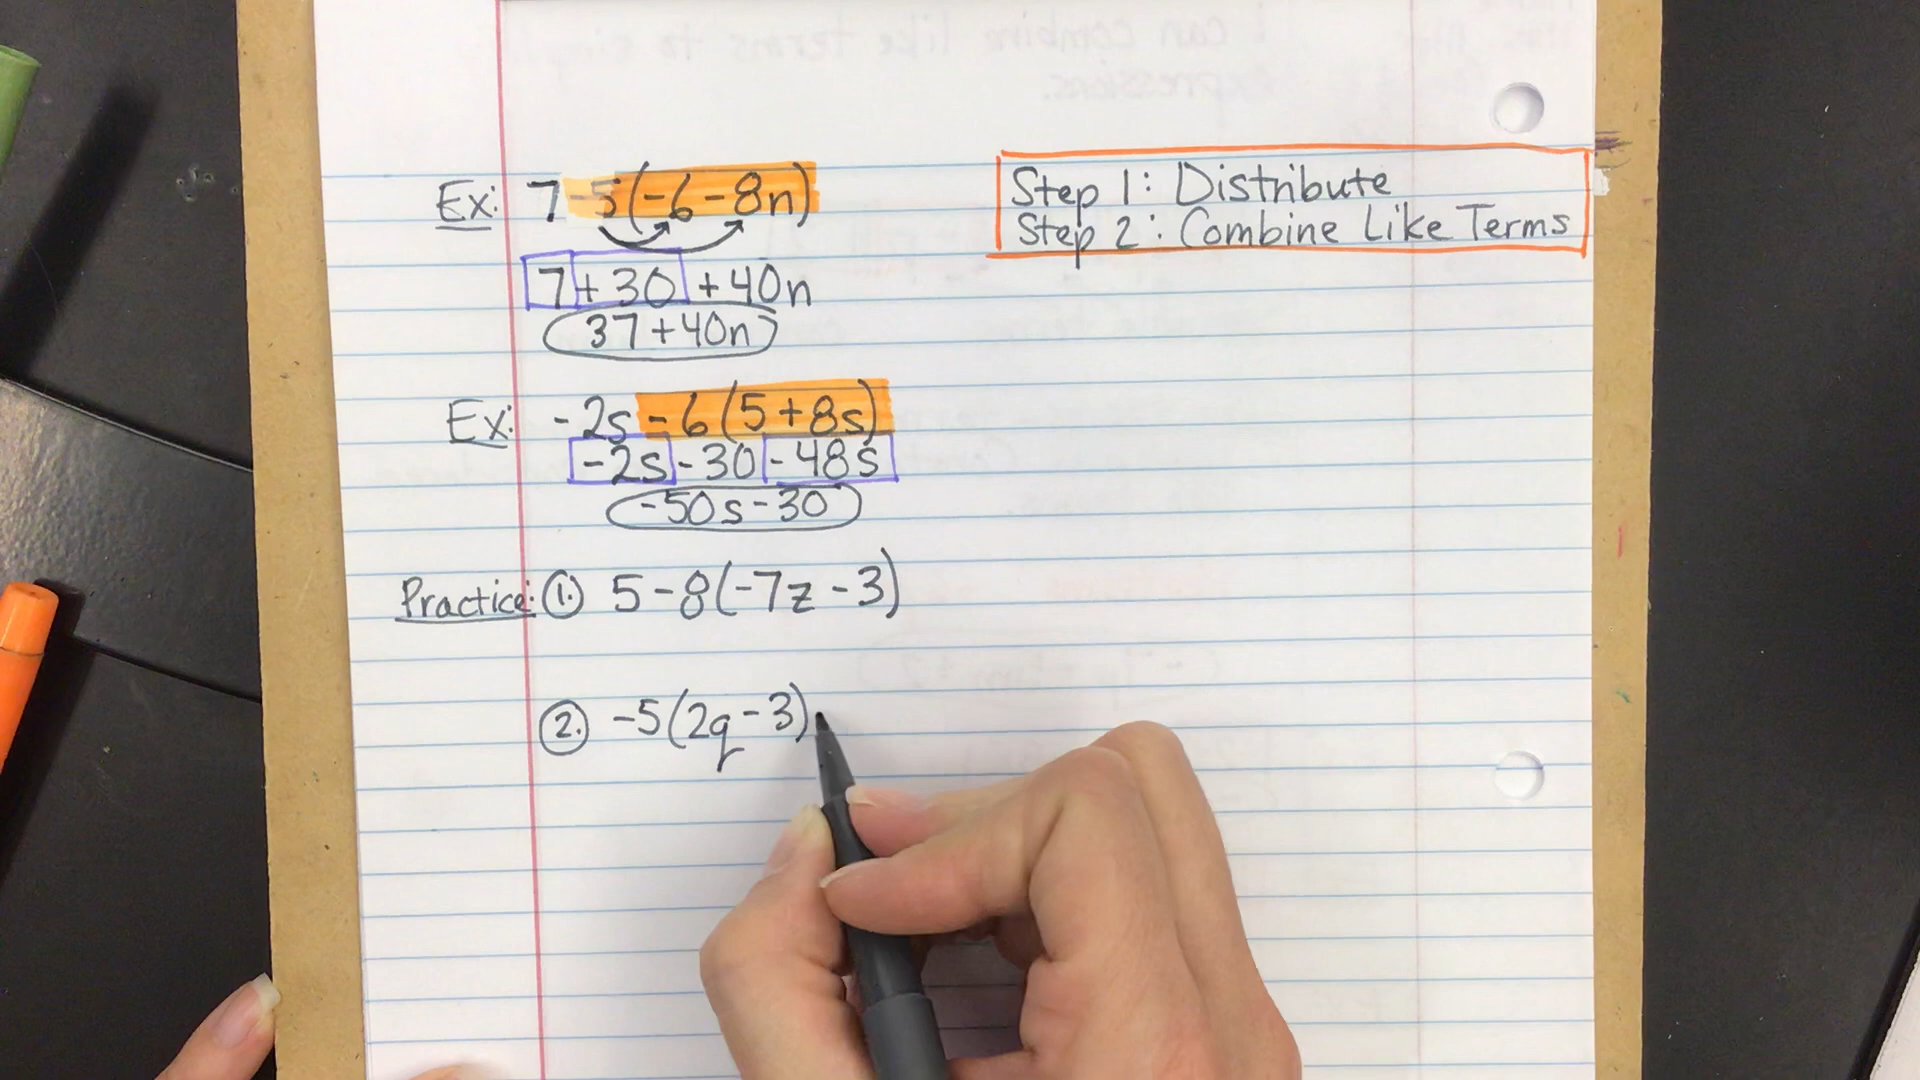 Ex: 7 -5(-6-8n)
7+30 +40n
37+40n
Step 1: Distribute
Step 2: Combine Like Terms
Ex: -2s -6(5+8s)
-2s -30 -48s
-50s-30
Practice: 1. 5-8(-7z-3)
2. -5(2q-3)